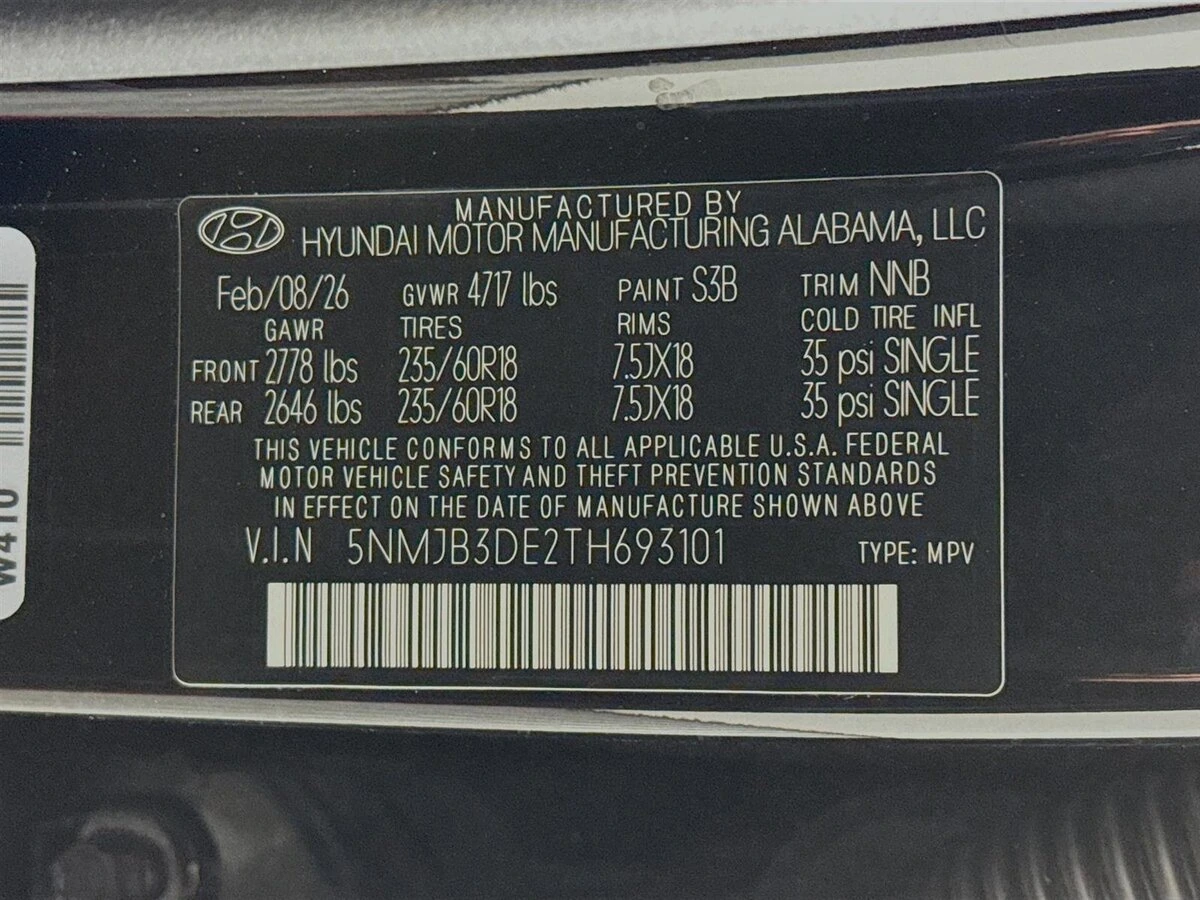 MANUFACTURED BY
HYUNDAI MOTOR MANUFACTURING ALABAMA, LLC
Feb/08/26 GVWR 4717 lbs PAINT S3B TRIM NNB
GAWR TIRES RIMS COLD TIRE INFL
FRONT 2778 lbs 235/60R18 7.5JX18 35 psi SINGLE
REAR 2646 lbs 235/60R18 7.5JX18 35 psi SINGLE
THIS VEHICLE CONFORMS TO ALL APPLICABLE U.S.A. FEDERAL
MOTOR VEHICLE SAFETY AND THEFT PREVENTION STANDARDS
IN EFFECT ON THE DATE OF MANUFACTURE SHOWN ABOVE
V.I.N 5NMJB3DE2TH693101 TYPE: MPV
W410